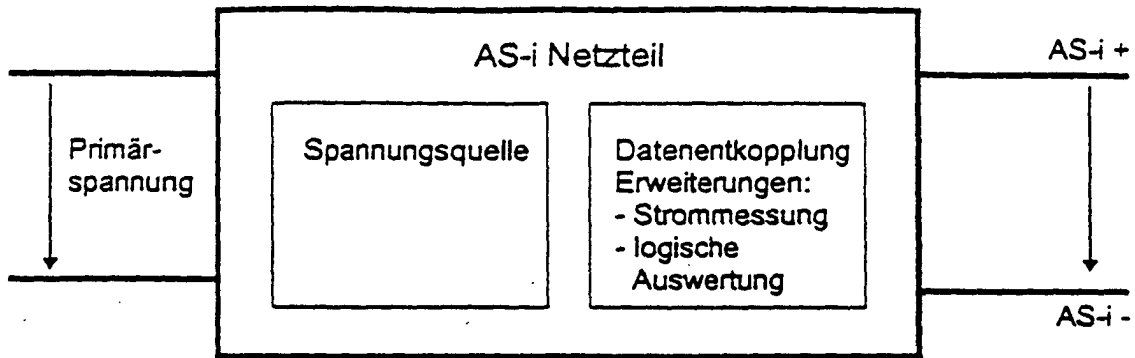 AS-i Netzteil
AS-i +
Primär-
spannung
Spannungsquelle
Datenentkopplung
Erweiterungen:
- Strommessung
- logische
Auswertung
AS-i -